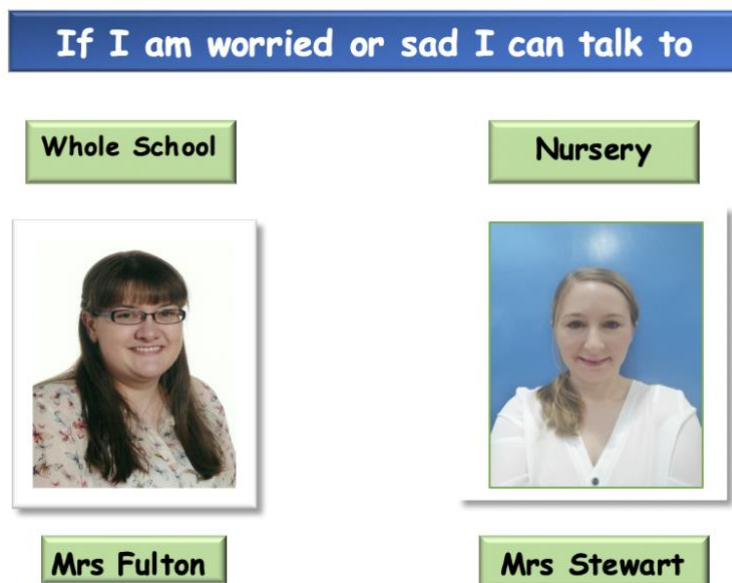 If I am worried or sad I can talk to
Whole School
Nursery
Mrs Fulton
Mrs Stewart